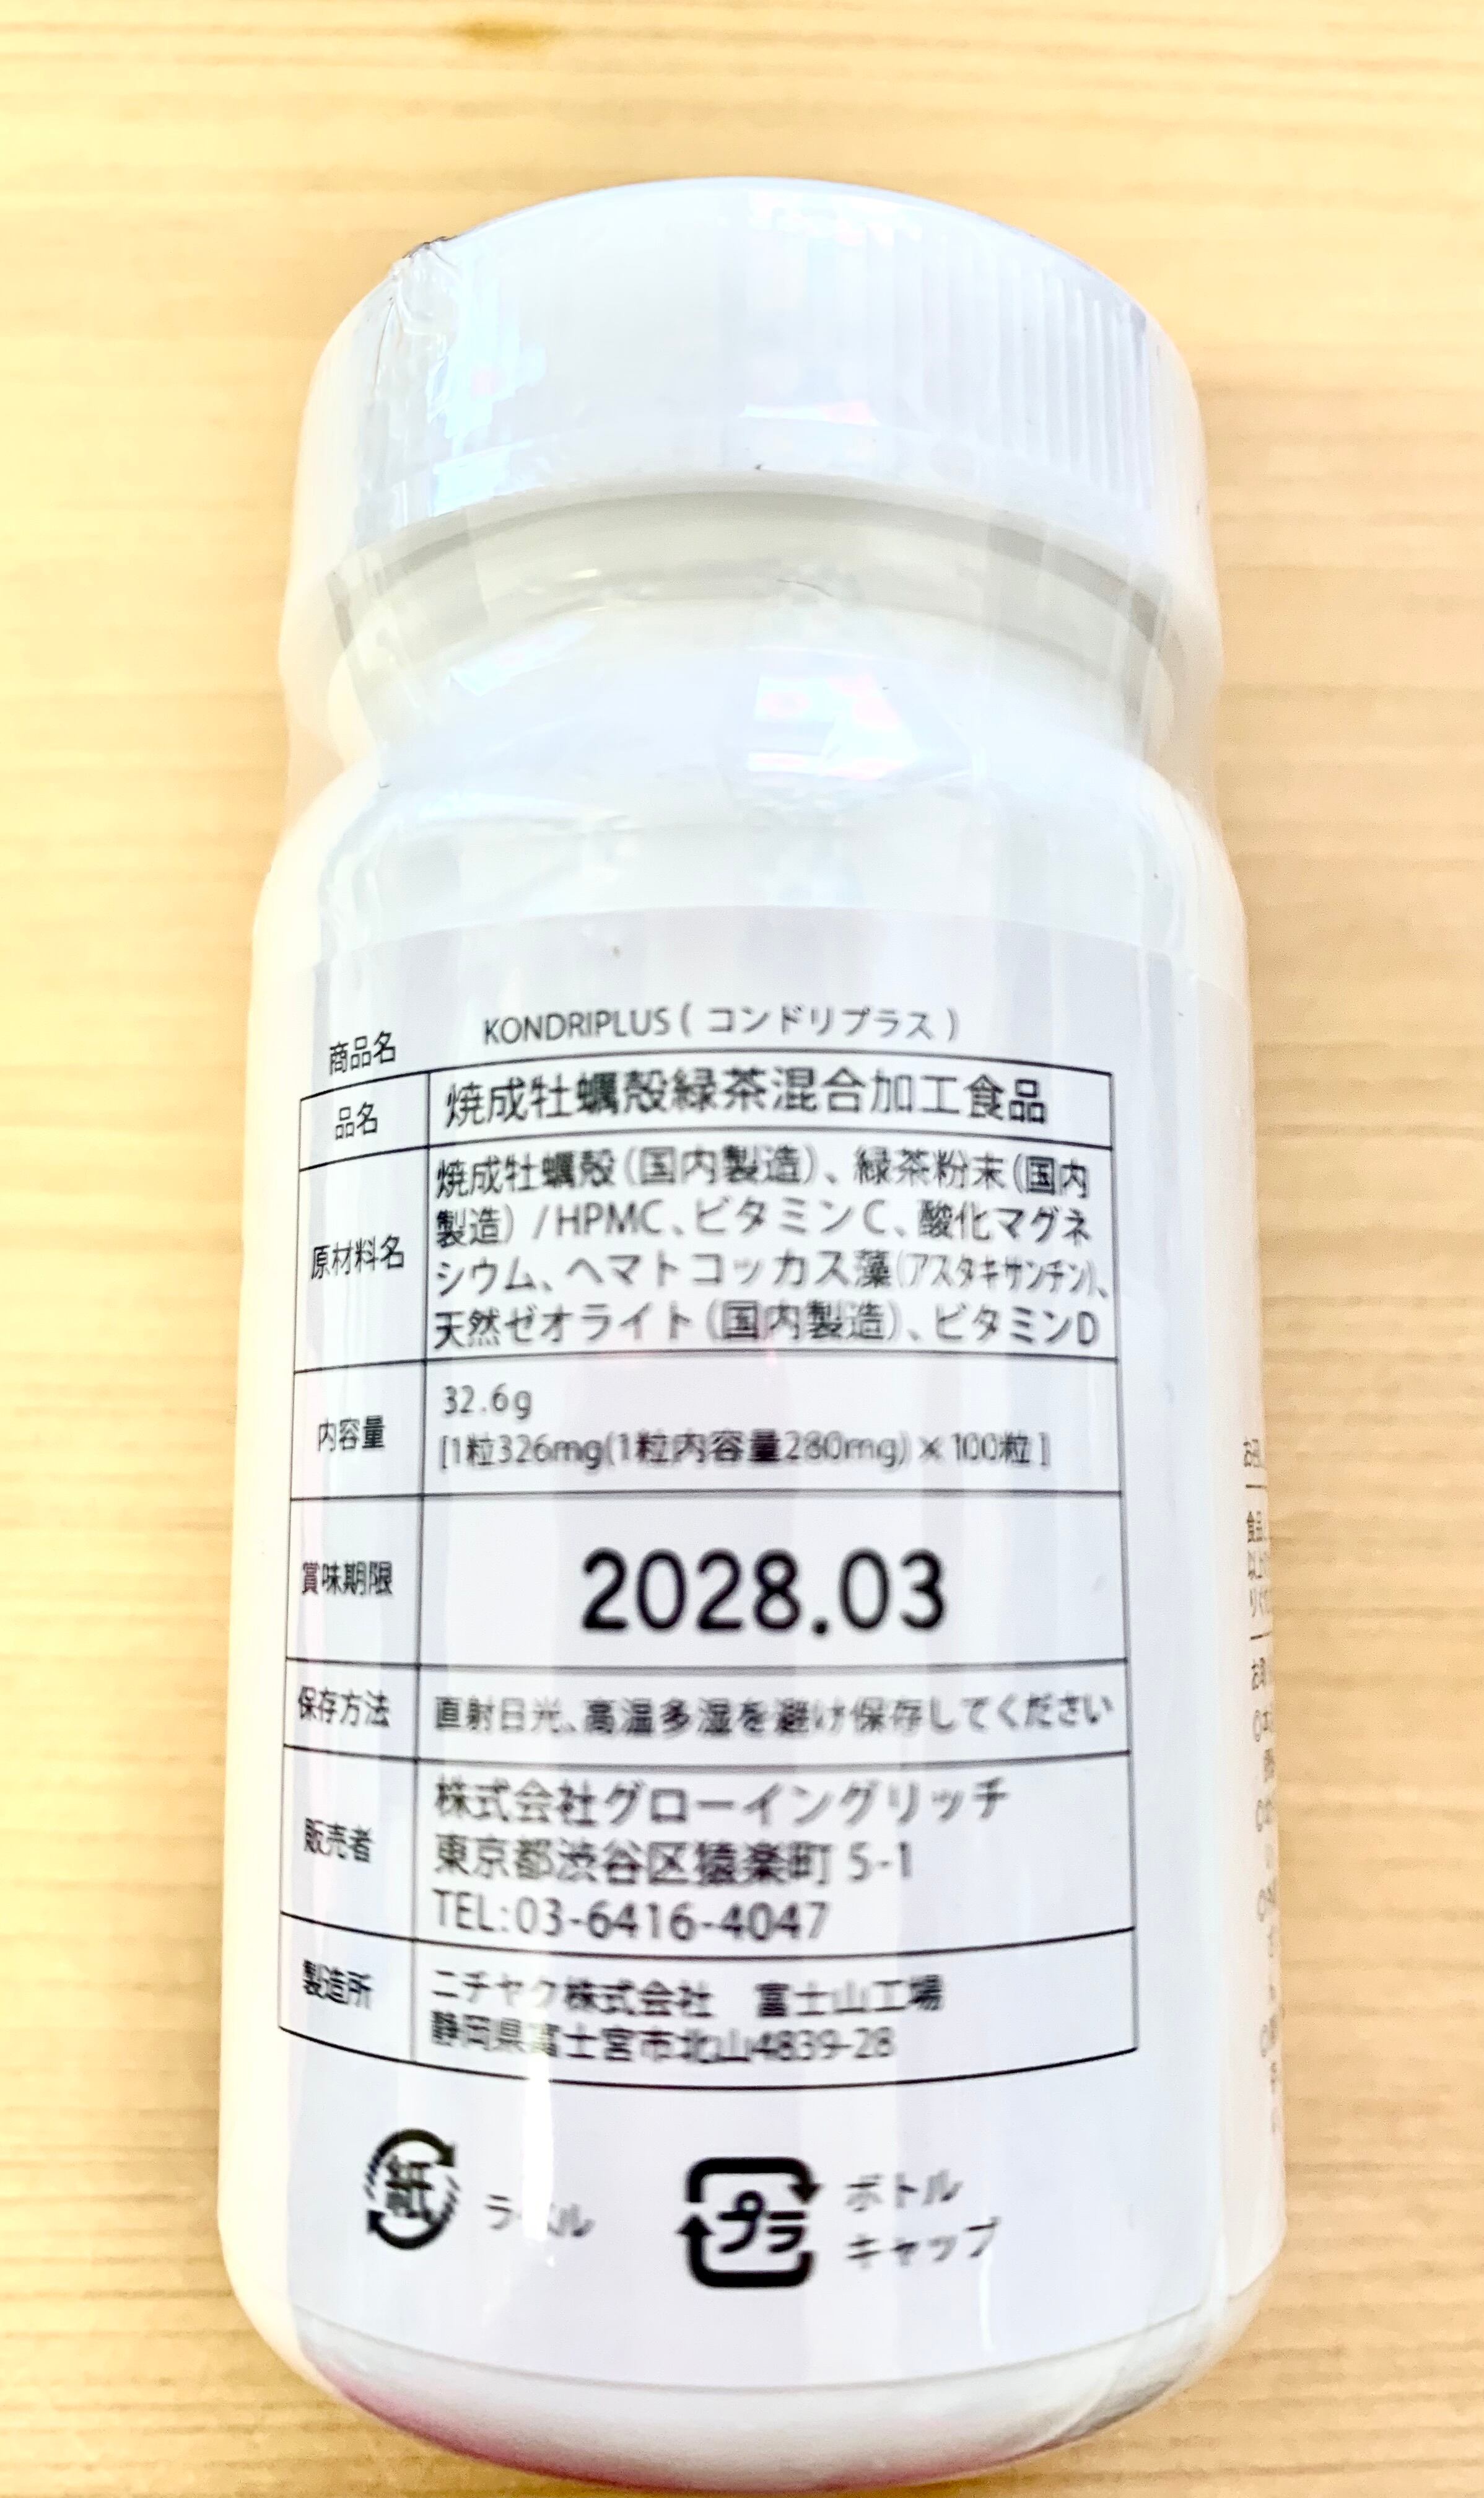 商品名 KONDRIPLUS ( コンドリプラス )
品名 焼成牡蠣殻緑茶混合加工食品
原材料名 焼成牡蠣殻(国内製造)、緑茶粉末(国内
製造) /HPMC、ビタミンC、酸化マグネ
シウム、ヘマトコッカス藻(アスタキサンチン)、
天然ゼオライト(国内製造)、ビタミンD
内容量 32.6g
[1粒326mg(1粒内容量280mg)×100粒]
賞味期限 2028.03
保存方法 直射日光、高温多湿を避け保存してください
販売者 株式会社グローイングリッチ
東京都渋谷区猿楽町 5-1
TEL:03-6416-4047
製造所 ニチヤク株式会社 富士山工場
静岡県富士宮市北山4839-28
紙 ラベル
プラ ボトル
キャップ